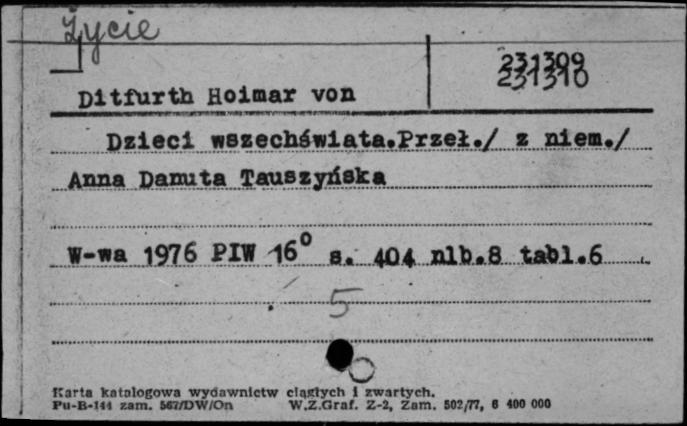 Życie
231309
231310
Ditfurth Hoimar von
Dzieci wszechświata.Przeł./ z niem./
Anna Danuta Tauszyńska
W-wa 1976 PIW 16° s. 404 nlb.8 tabl.6
5
Karta katalogowa wydawnictw ciągłych i zwartych.
Pu-B-144 zam. 567/DW/On W.Z.Graf. Z-2, Zam. 502/77, 6 400 000